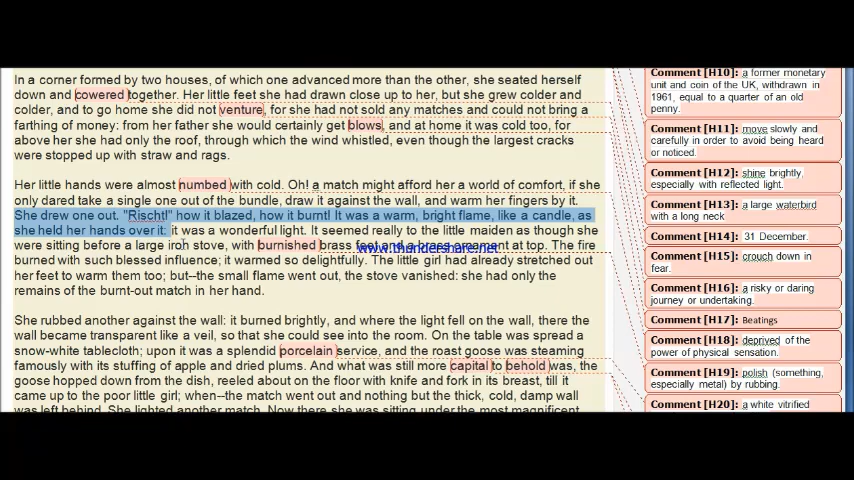 In a corner formed by two houses, of which one advanced more than the other, she seated herself
down and cowered together. Her little feet she had drawn close up to her, but she grew colder and
colder, and to go home she did not venture, for she had not sold any matches and could not bring a
farthing of money: from her father she would certainly get blows, and at home it was cold too, for
above her she had only the roof, through which the wind whistled, even though the largest cracks
were stopped up with straw and rags.
Her little hands were almost numbed with cold. Oh! a match might afford her a world of comfort, if she
only dared take a single one out of the bundle, draw it against the wall, and warm her fingers by it.
She drew one out. "Rischt!" how it blazed, how it burnt! It was a warm, bright flame, like a candle, as
she held her hands over it: it was a wonderful light. It seemed really to the little maiden as though she
were sitting before a large iron stove, with burnished brass feet and a brass ornament at top. The fire
www.thundershare.net
burned with such blessed influence; it warmed so delightfully. The little girl had already stretched out
her feet to warm them too; but--the small flame went out, the stove vanished: she had only the
remains of the burnt-out match in her hand.
She rubbed another against the wall: it burned brightly, and where the light fell on the wall, there the
wall became transparent like a veil, so that she could see into the room. On the table was spread a
snow-white tablecloth; upon it was a splendid porcelain service, and the roast goose was steaming
famously with its stuffing of apple and dried plums. And what was still more capital to behold was, the
goose hopped down from the dish, reeled about on the floor with knife and fork in its breast, till it
came up to the poor little girl; when--the match went out and nothing but the thick, cold, damp wall
was left behind. She lighted another match. Now there she was sitting under the most magnificent
Comment [H10]: a former monetary
unit and coin of the UK, withdrawn in
1961, equal to a quarter of an old
penny.
Comment [H11]: move slowly and
carefully in order to avoid being heard
or noticed.
Comment [H12]: shine brightly,
especially with reflected light.
Comment [H13]: a large waterbird
with a long neck
Comment [H14]: 31 December.
Comment [H15]: crouch down in
fear.
Comment [H16]: a risky or daring
journey or undertaking.
Comment [H17]: Beatings
Comment [H18]: deprived of the
power of physical sensation.
Comment [H19]: polish (something,
especially metal) by rubbing.
Comment [H20]: a white vitrified